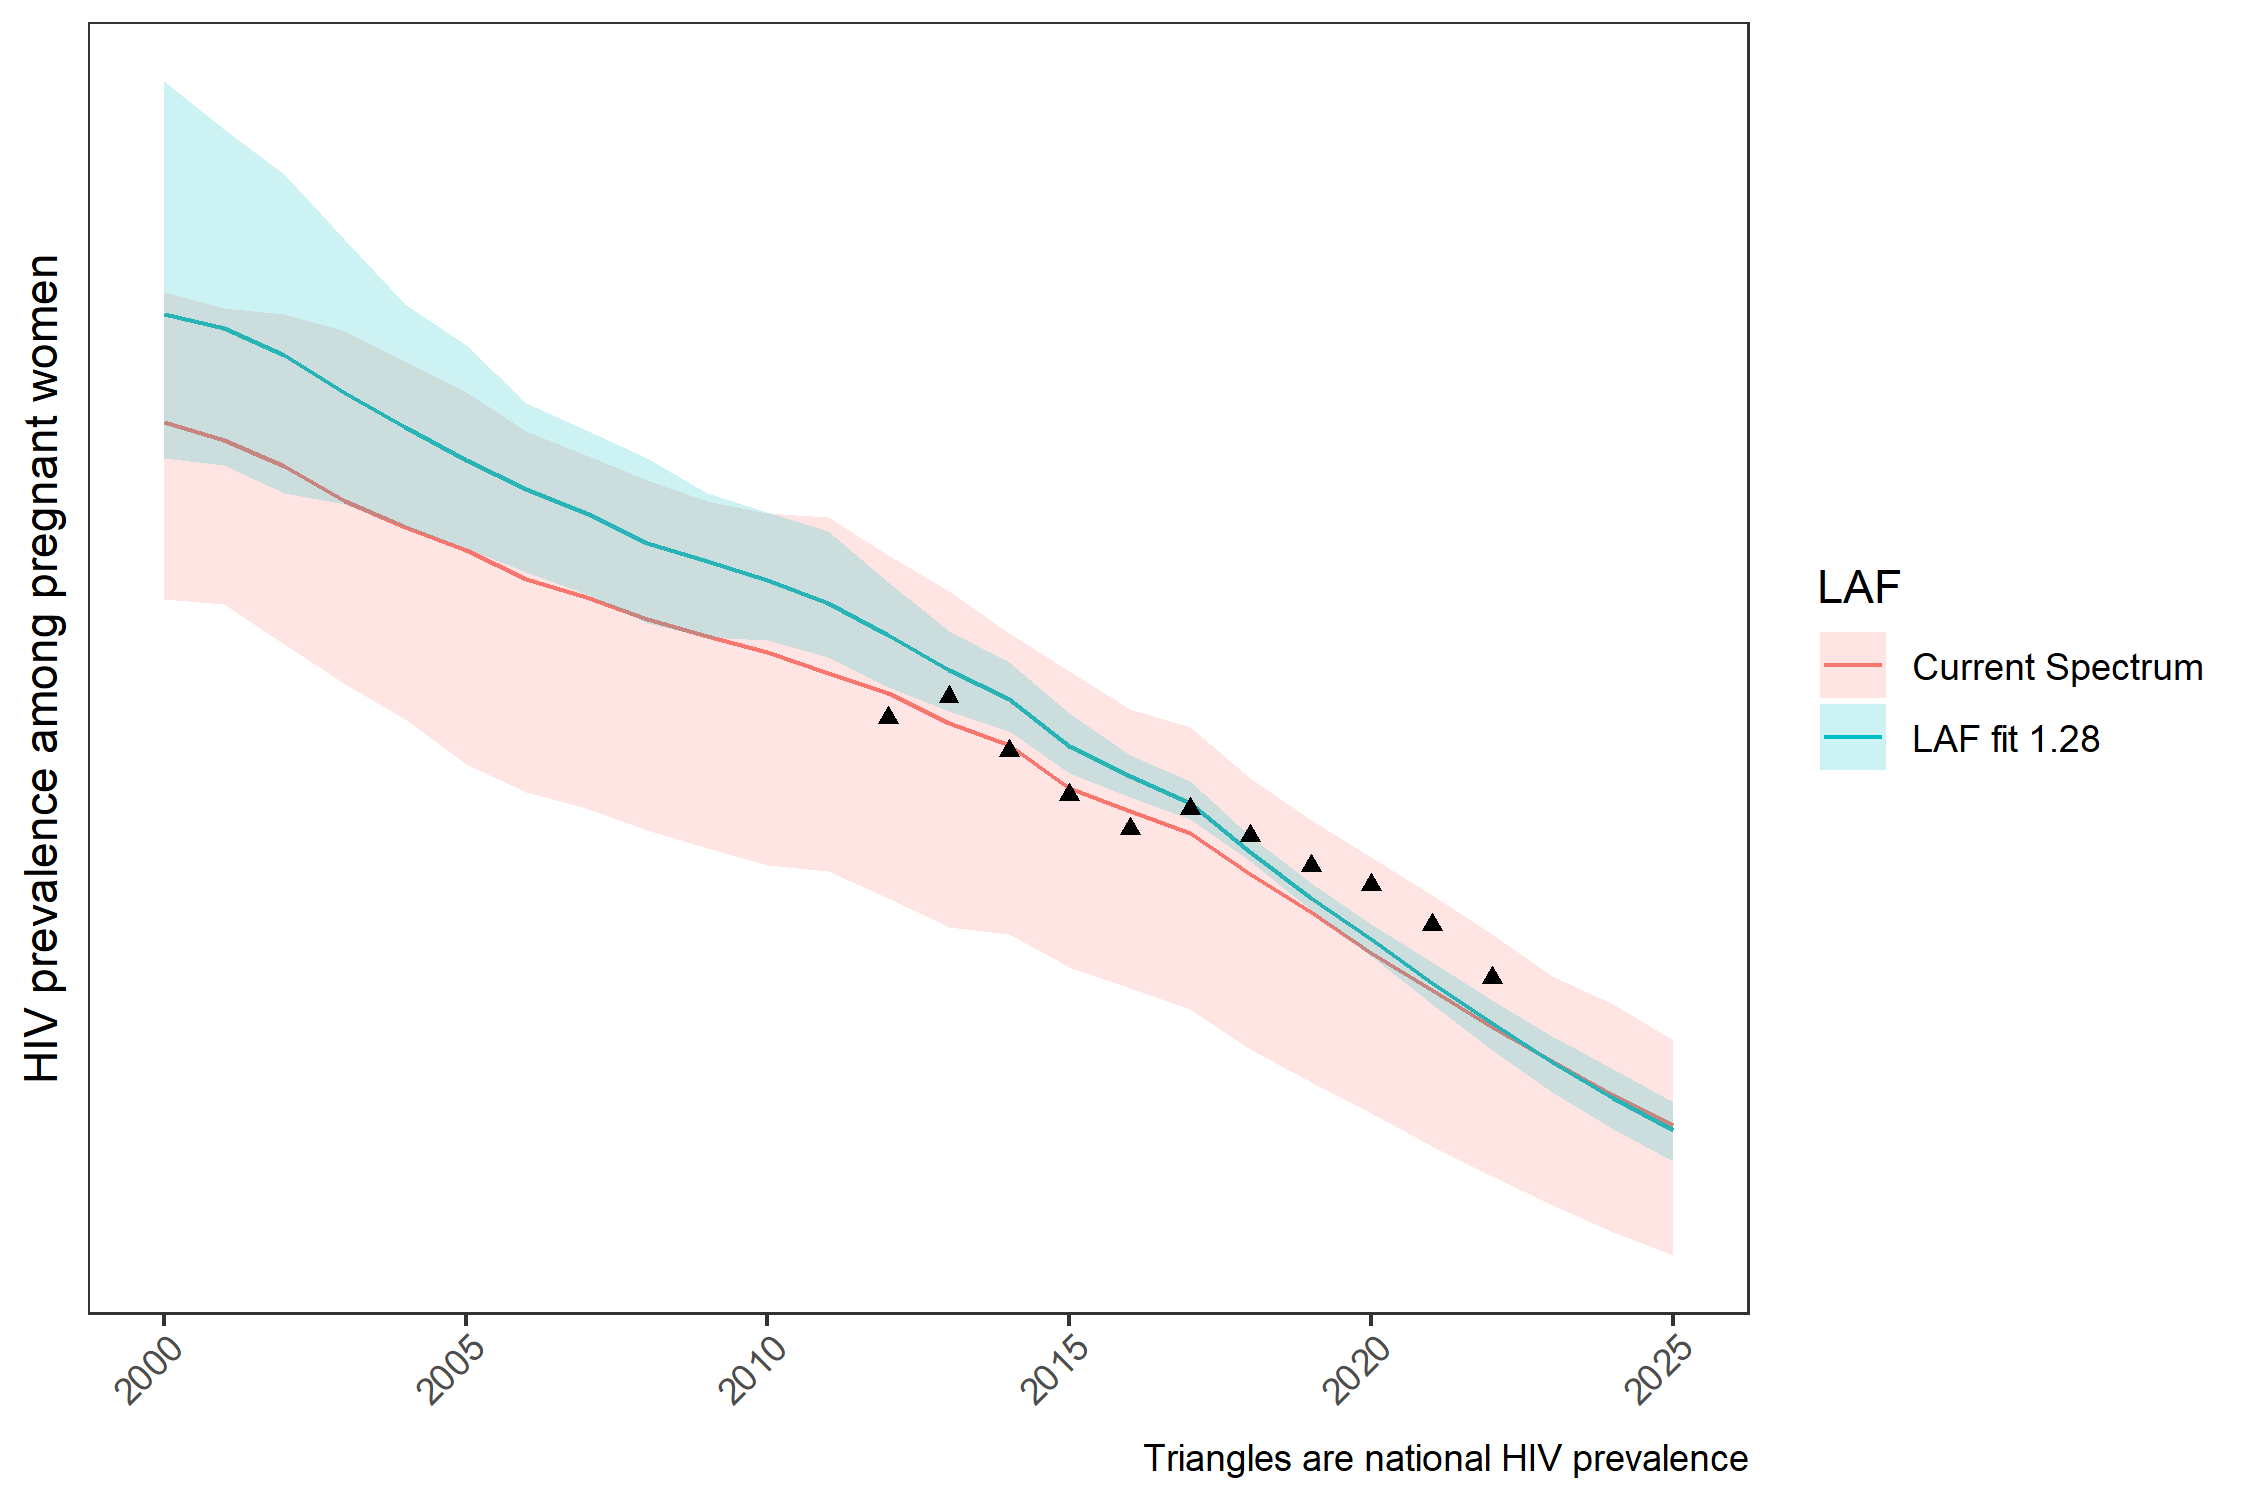 HIV prevalence among pregnant women
LAF
Current Spectrum
LAF fit 1.28
2000
2005
2010
2015
2020
2025
Triangles are national HIV prevalence